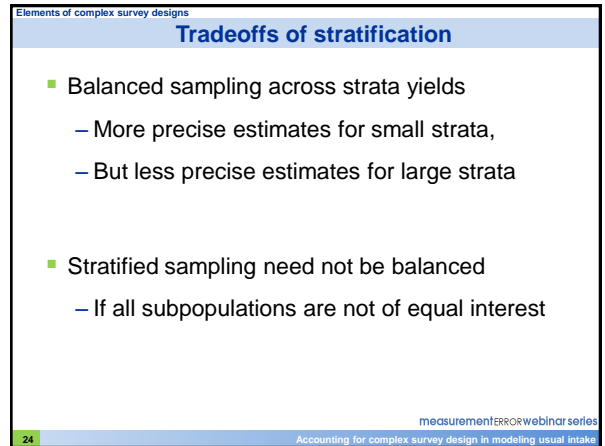 Elements of complex survey designs
Tradeoffs of stratification
▪ Balanced sampling across strata yields
– More precise estimates for small strata,
– But less precise estimates for large strata
▪ Stratified sampling need not be balanced
– If all subpopulations are not of equal interest
measurementERRORwebinarseries
24 Accounting for complex survey design in modeling usual intake